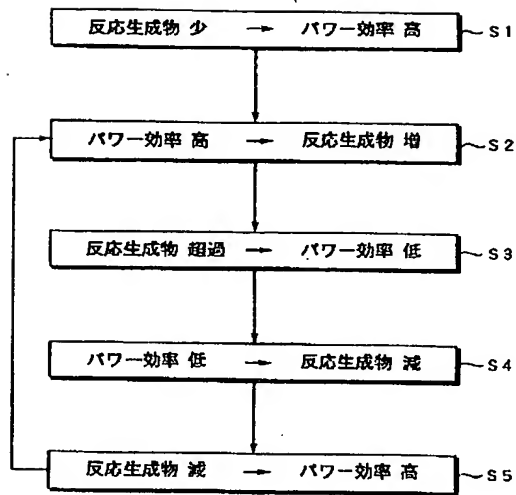 反応生成物 少 → パワー効率 高 S1
パワー効率 高 → 反応生成物 増 S2
反応生成物 超過 → パワー効率 低 S3
パワー効率 低 → 反応生成物 減 S4
反応生成物 減 → パワー効率 高 S5